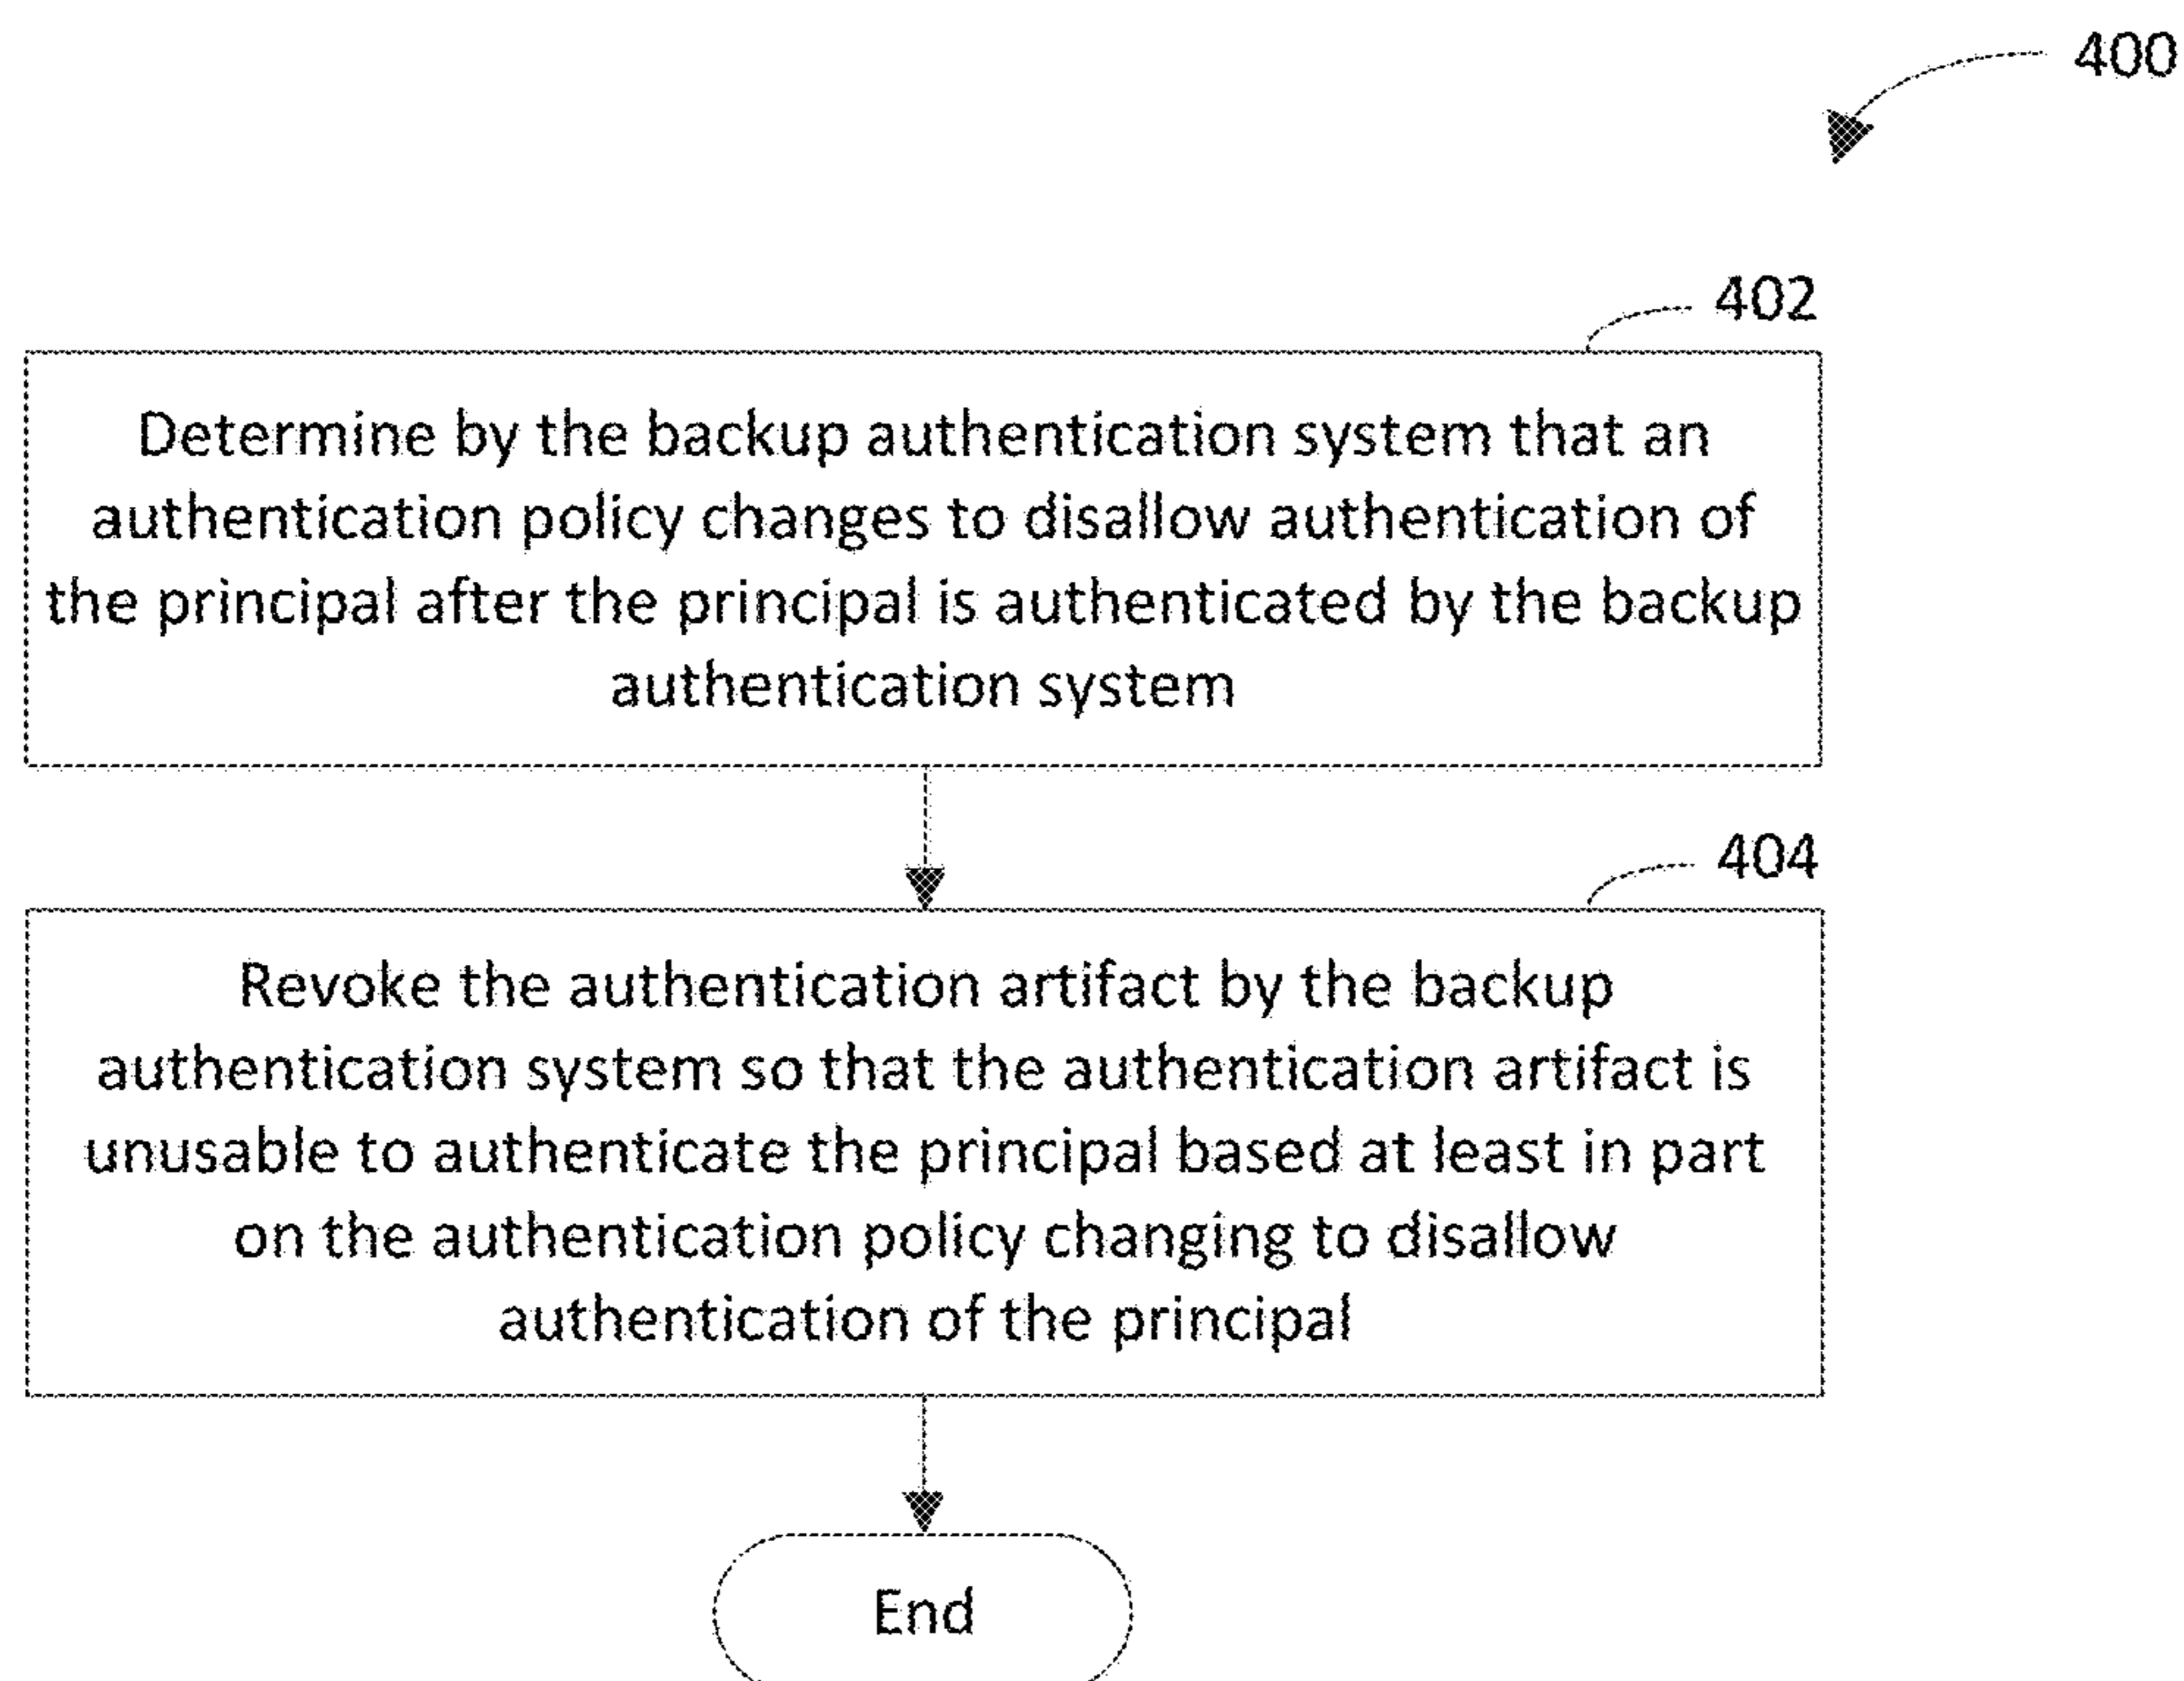 400
402
Determine by the backup authentication system that an
authentication policy changes to disallow authentication of
the principal after the principal is authenticated by the backup
authentication system
404
Revoke the authentication artifact by the backup
authentication system so that the authentication artifact is
unusable to authenticate the principal based at least in part
on the authentication policy changing to disallow
authentication of the principal
End